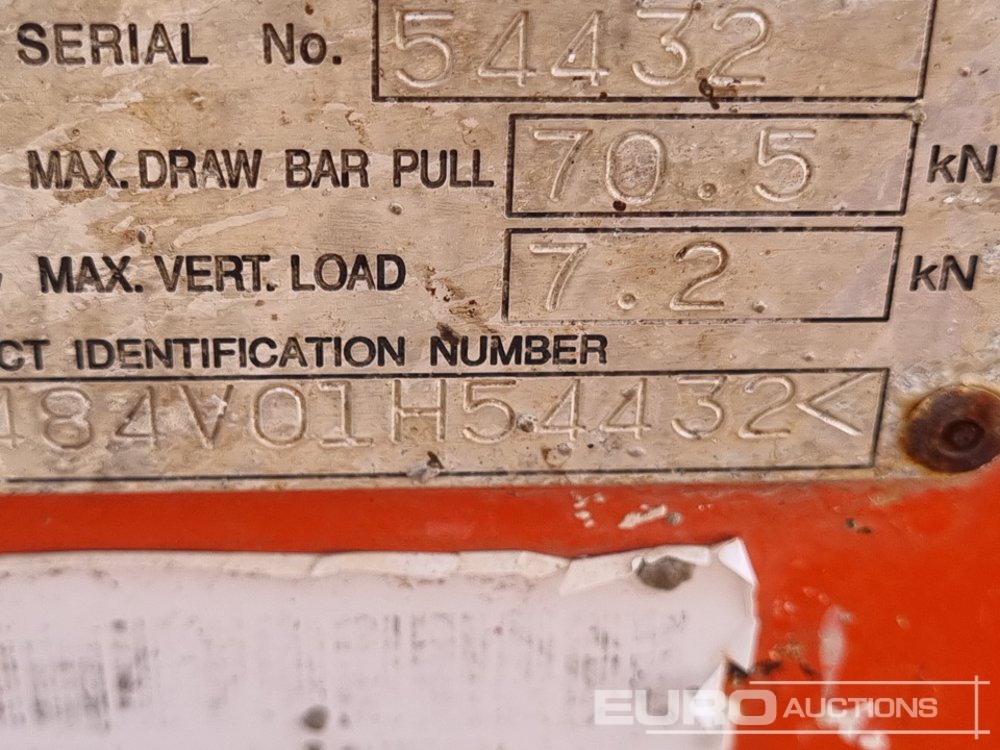 SERIAL No. 54432
MAX. DRAW BAR PULL 70.5 kN
MAX. VERT. LOAD 7.2 kN
CT IDENTIFICATION NUMBER
484V01H54432<
EURO AUCTIONS